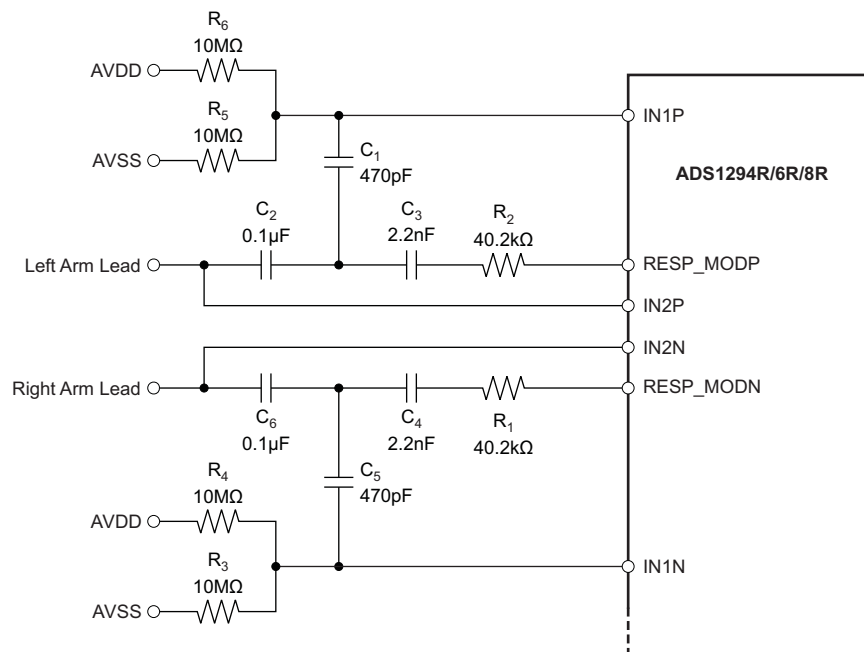 R6
10MΩ
AVDD
R5
10MΩ
AVSS
IN1P
C1
470pF
ADS1294R/6R/8R
C2
0.1µF
C3
2.2nF
R2
40.2kΩ
Left Arm Lead
RESP_MODP
IN2P
IN2N
Right Arm Lead
RESP_MODN
C6
0.1µF
C4
2.2nF
R1
40.2kΩ
C5
470pF
R4
10MΩ
AVDD
R3
10MΩ
AVSS
IN1N